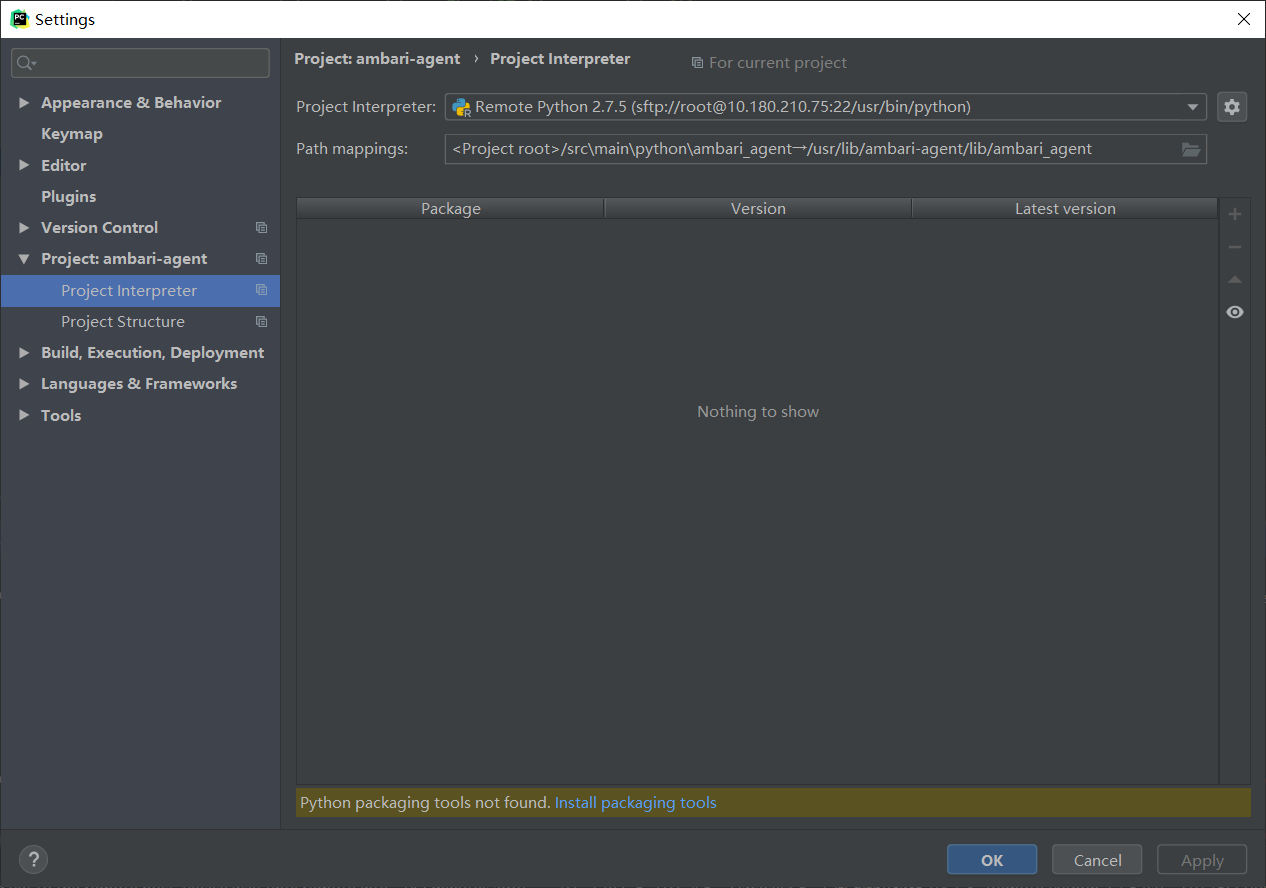 Settings
Project: ambari-agent › Project Interpreter For current project
Appearance & Behavior
Keymap
Editor
Plugins
Version Control
Project: ambari-agent
Project Interpreter
Project Structure
Build, Execution, Deployment
Languages & Frameworks
Tools
Project Interpreter: Remote Python 2.7.5 (sftp://root@10.180.210.75:22/usr/bin/python)
Path mappings: <Project root>/src\main\python\ambari_agent→/usr/lib/ambari-agent/lib/ambari_agent
Package Version Latest version
Nothing to show
Python packaging tools not found. Install packaging tools
? OK Cancel Apply